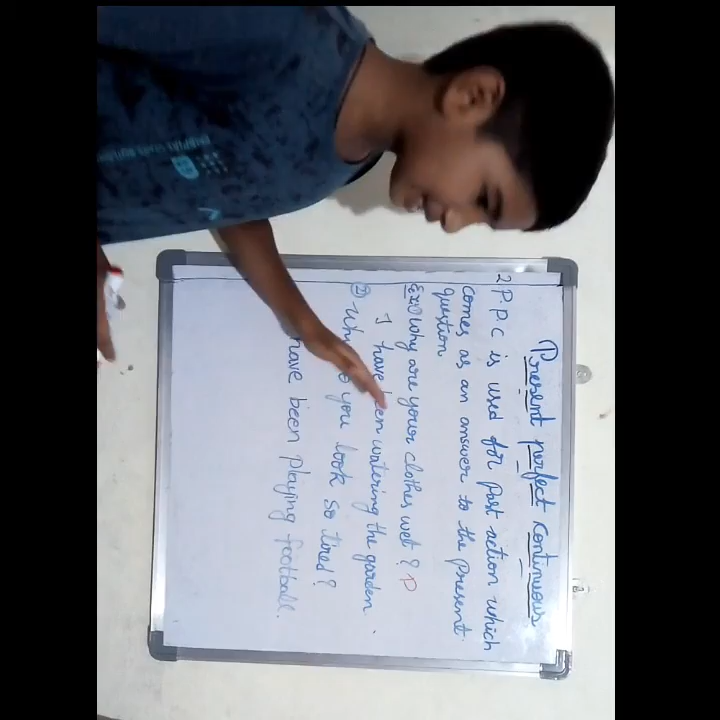 Present perfect continuous
2 P.P.C is used for Past action which
comes as an answer to the Present
question
Ex:① Why are your clothes wet? P
I have been watering the garden.
② Why you look so tired?
have been Playing football.